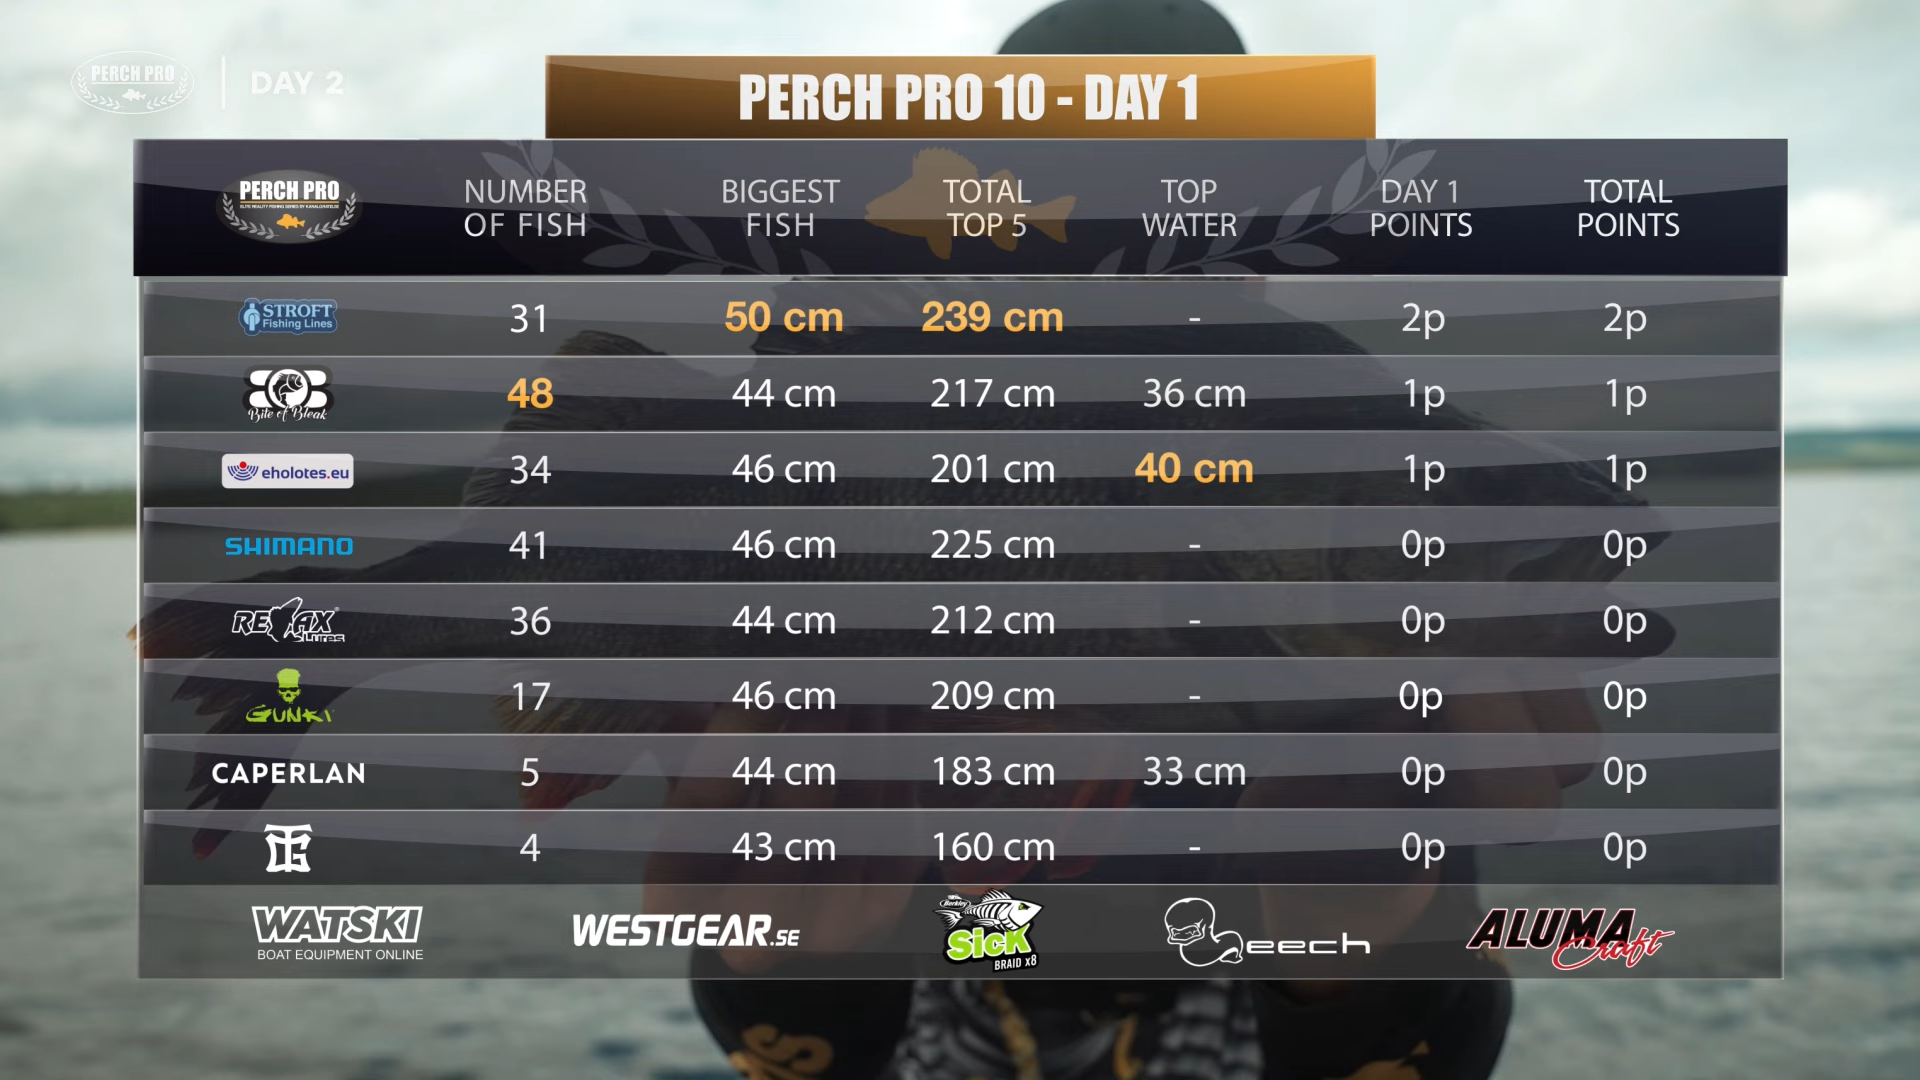 PERCH PRO
DAY 2
PERCH PRO 10 - DAY 1
PERCH PRO
NUMBER OF FISH
BIGGEST FISH
TOTAL TOP 5
TOP WATER
DAY 1 POINTS
TOTAL POINTS
STROFT Fishing Lines 31 50 cm 239 cm - 2p 2p
Bite of Bleak 48 44 cm 217 cm 36 cm 1p 1p
eholotes.eu 34 46 cm 201 cm 40 cm 1p 1p
SHIMANO 41 46 cm 225 cm - 0p 0p
RELAX Lures 36 44 cm 212 cm - 0p 0p
GUNKI 17 46 cm 209 cm - 0p 0p
CAPERLAN 5 44 cm 183 cm 33 cm 0p 0p
4 43 cm 160 cm - 0p 0p
WATSKI
BOAT EQUIPMENT ONLINE
WESTGEAR.SE
Berkley
SicK
BRAID x8
eech
ALUMA
Craft